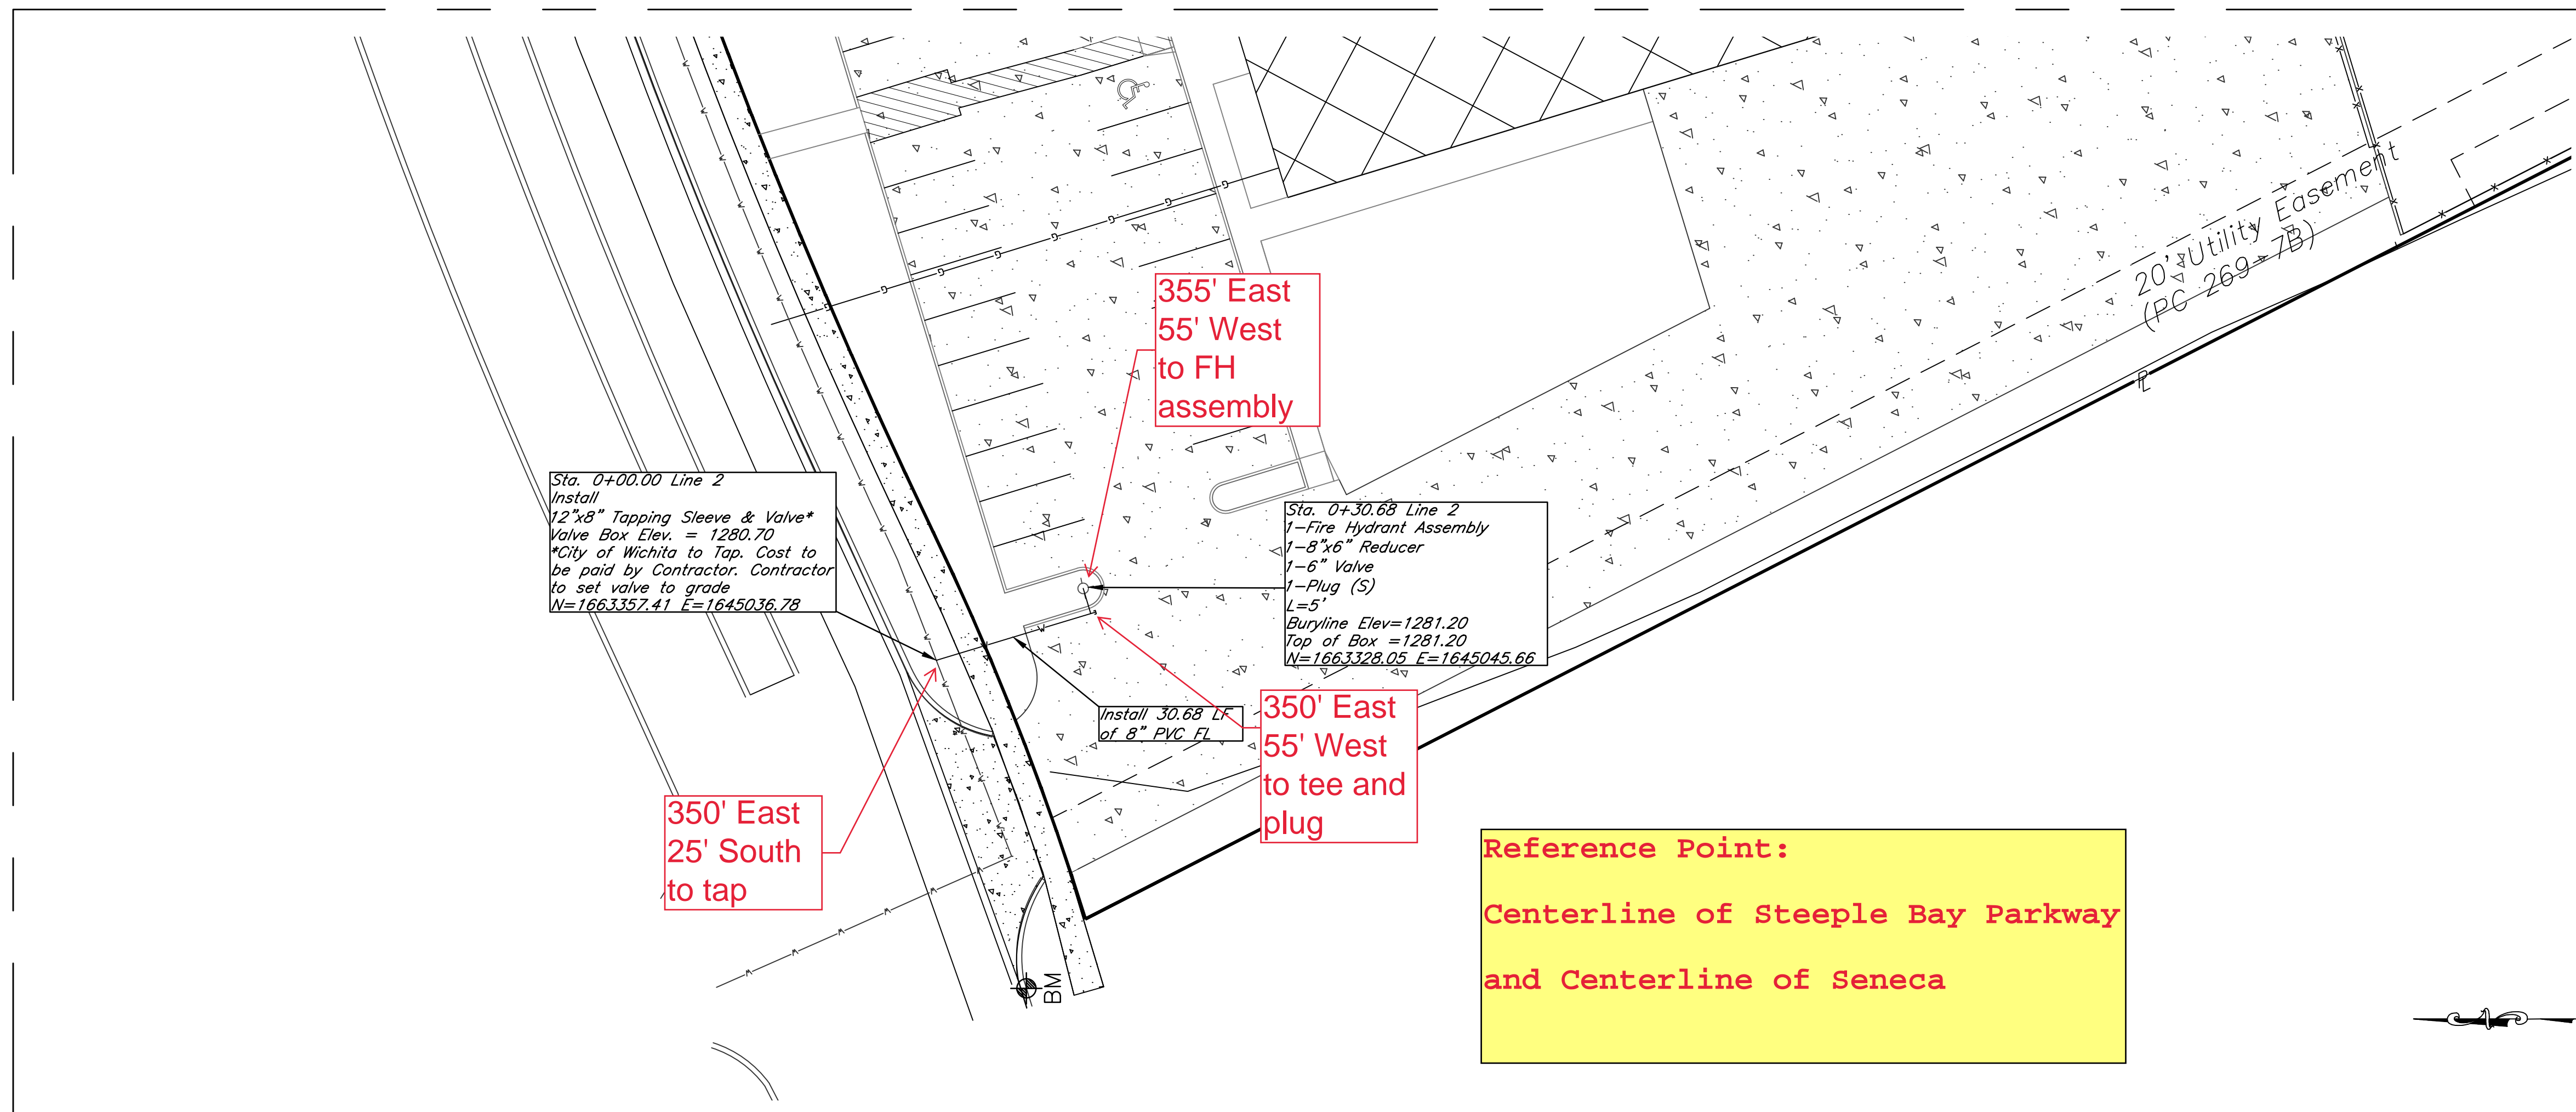 20' Utility Easement
(PC 269-7B)
PL
355' East
55' West
to FH
assembly
Sta. 0+00.00 Line 2
Install
12"x8" Tapping Sleeve & Valve*
Valve Box Elev. = 1280.70
*City of Wichita to Tap. Cost to
be paid by Contractor. Contractor
to set valve to grade
N=1663357.41 E=1645036.78
Sta. 0+30.68 Line 2
1-Fire Hydrant Assembly
1-8"x6" Reducer
1-6" Valve
1-Plug (S)
L=5'
Buryline Elev=1281.20
Top of Box =1281.20
N=1663328.05 E=1645045.66
Install 30.68 LF
of 8" PVC FL
350' East
55' West
to tee and
plug
350' East
25' South
to tap
Reference Point:
Centerline of Steeple Bay Parkway
and Centerline of Seneca
BM